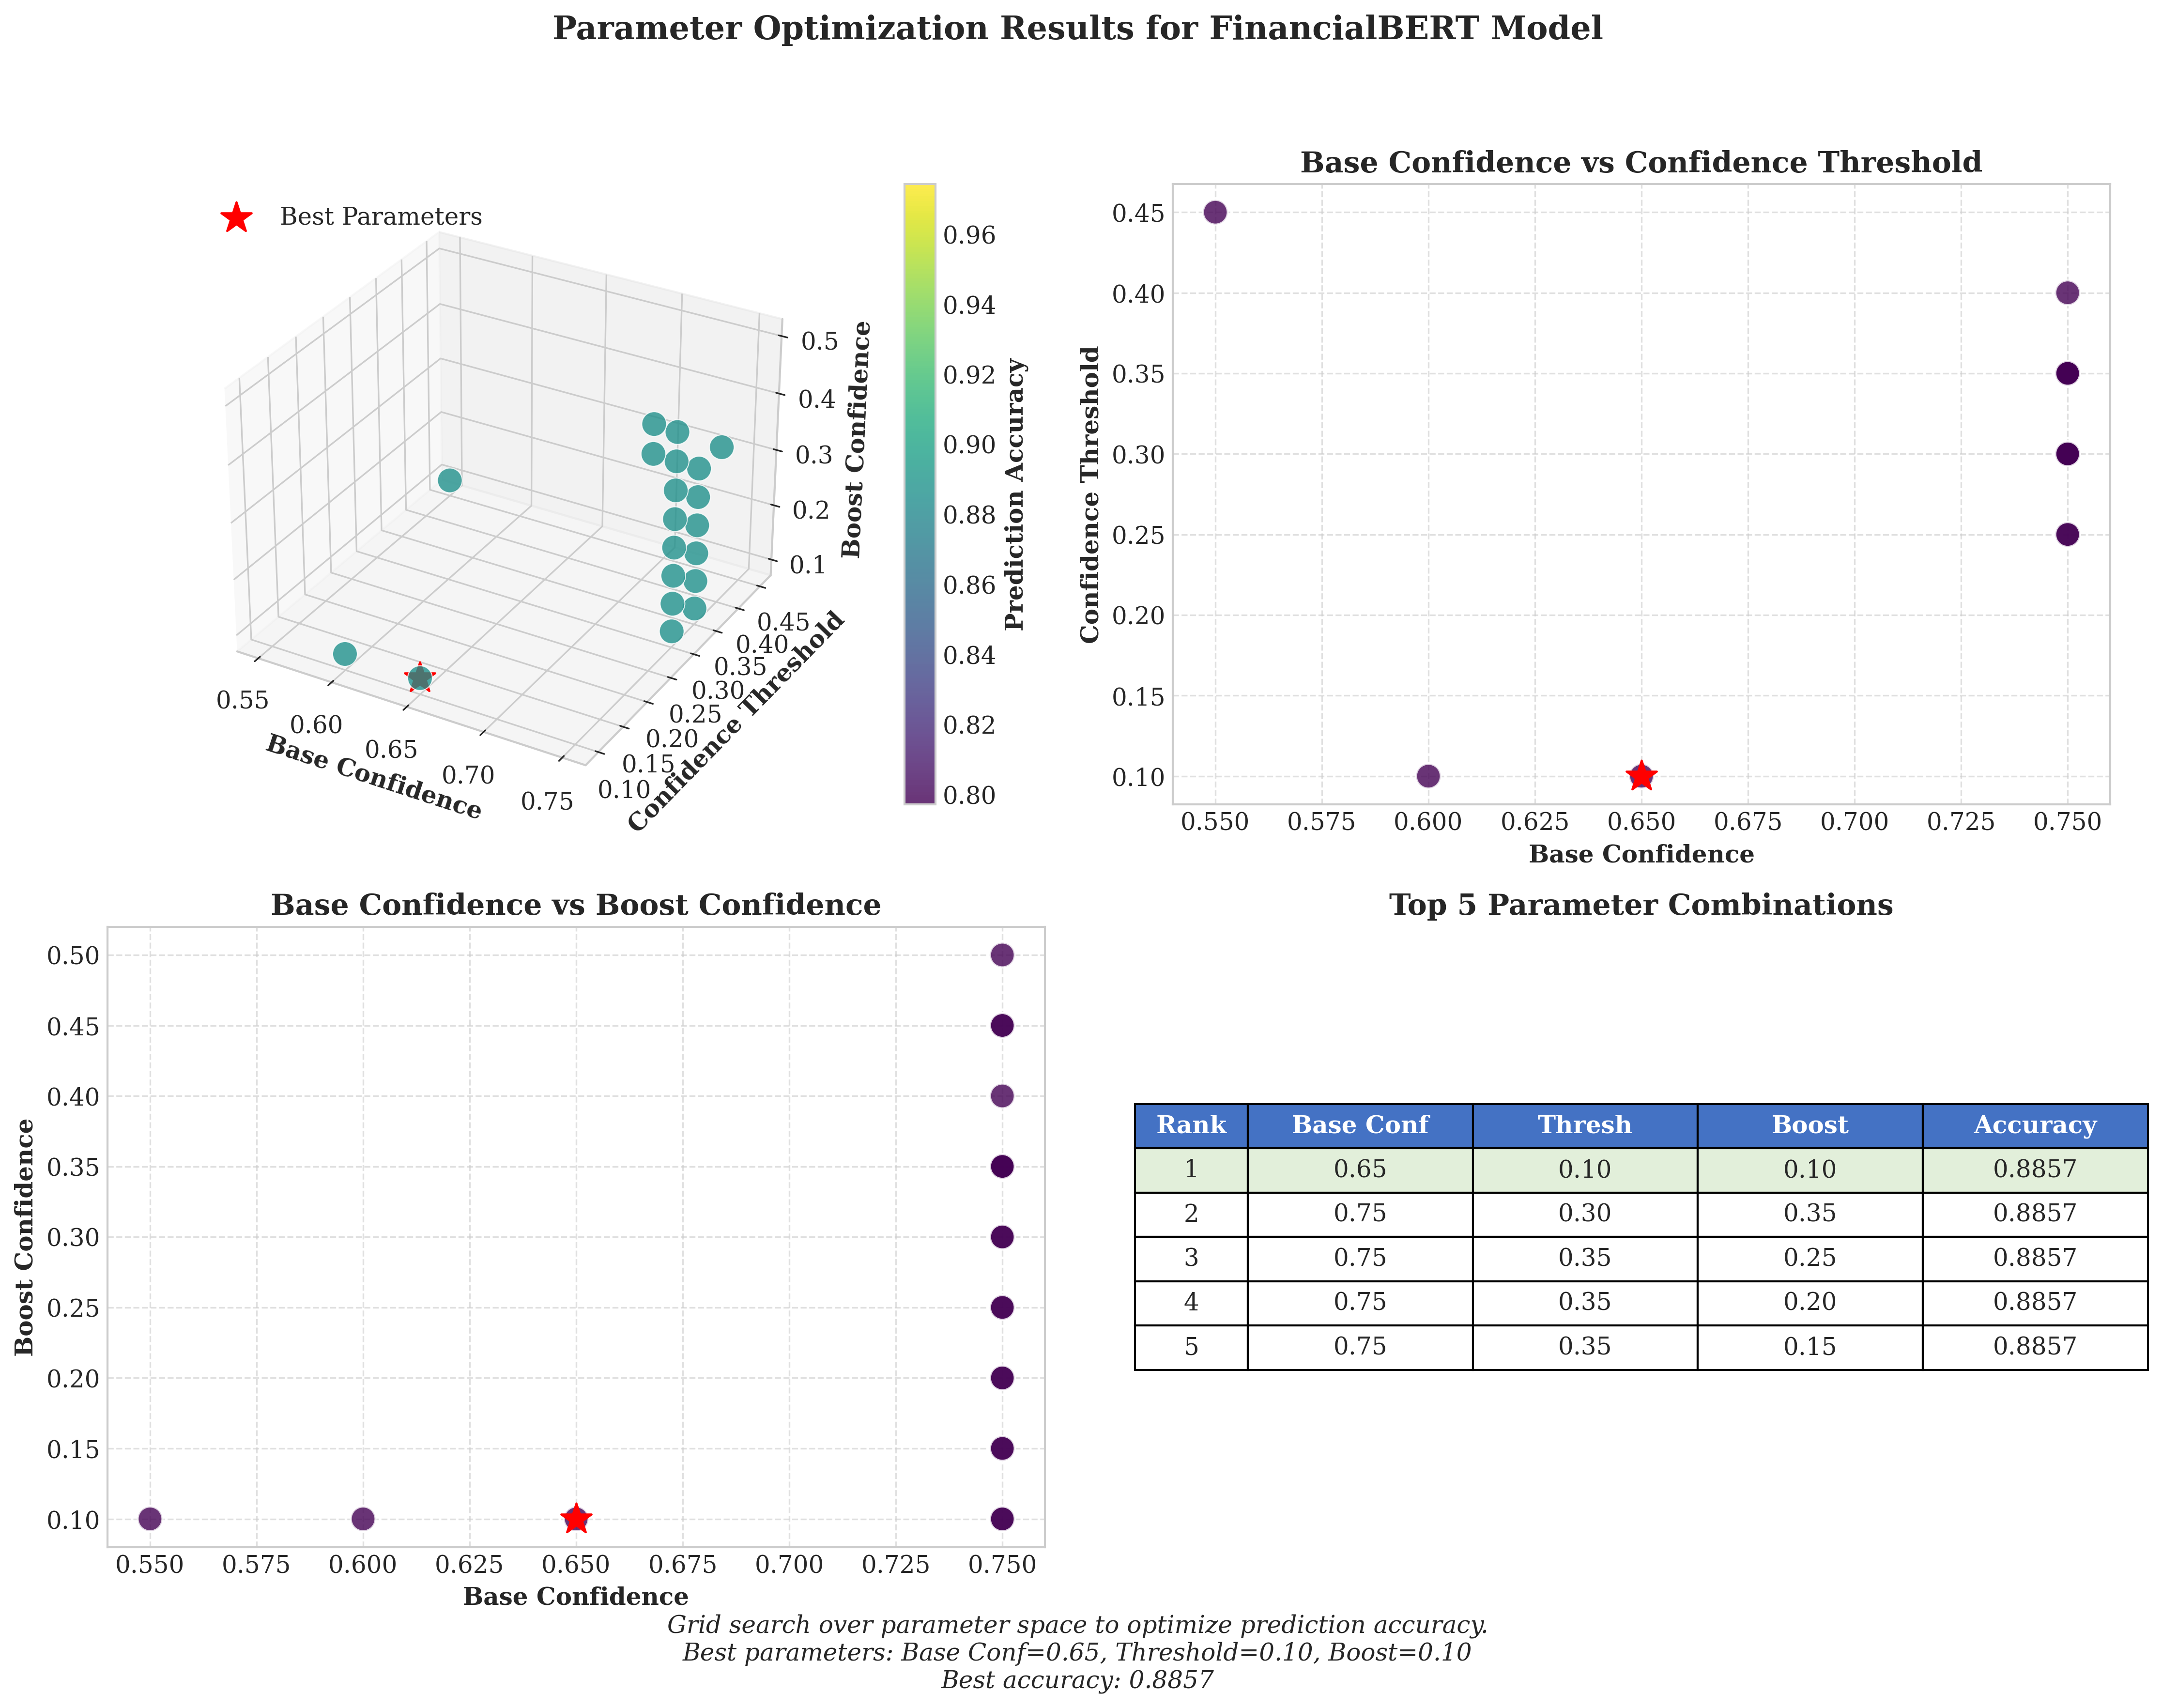 Parameter Optimization Results for FinancialBERT Model
Best Parameters
0.5
0.4
0.3
0.2
0.1
Boost Confidence
0.45
0.40
0.35
0.30
0.25
0.20
0.15
0.10
Confidence Threshold
0.55
0.60
0.65
0.70
0.75
Base Confidence
0.96
0.94
0.92
0.90
0.88
0.86
0.84
0.82
0.80
Prediction Accuracy
Base Confidence vs Confidence Threshold
0.45
0.40
0.35
0.30
0.25
0.20
0.15
0.10
Confidence Threshold
0.550 0.575 0.600 0.625 0.650 0.675 0.700 0.725 0.750
Base Confidence
Base Confidence vs Boost Confidence
0.50
0.45
0.40
0.35
0.30
0.25
0.20
0.15
0.10
Boost Confidence
0.550 0.575 0.600 0.625 0.650 0.675 0.700 0.725 0.750
Base Confidence
Top 5 Parameter Combinations
Rank Base Conf Thresh Boost Accuracy
1 0.65 0.10 0.10 0.8857
2 0.75 0.30 0.35 0.8857
3 0.75 0.35 0.25 0.8857
4 0.75 0.35 0.20 0.8857
5 0.75 0.35 0.15 0.8857
Grid search over parameter space to optimize prediction accuracy.
Best parameters: Base Conf=0.65, Threshold=0.10, Boost=0.10
Best accuracy: 0.8857